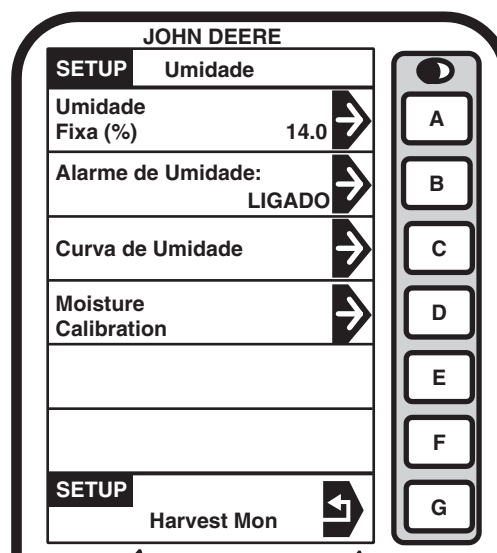 JOHN DEERE
SETUP Umidade
Umidade
Fixa (%) 14.0
Alarme de Umidade:
LIGADO
Curva de Umidade
Moisture
Calibration
SETUP
Harvest Mon
A
B
C
D
E
F
G